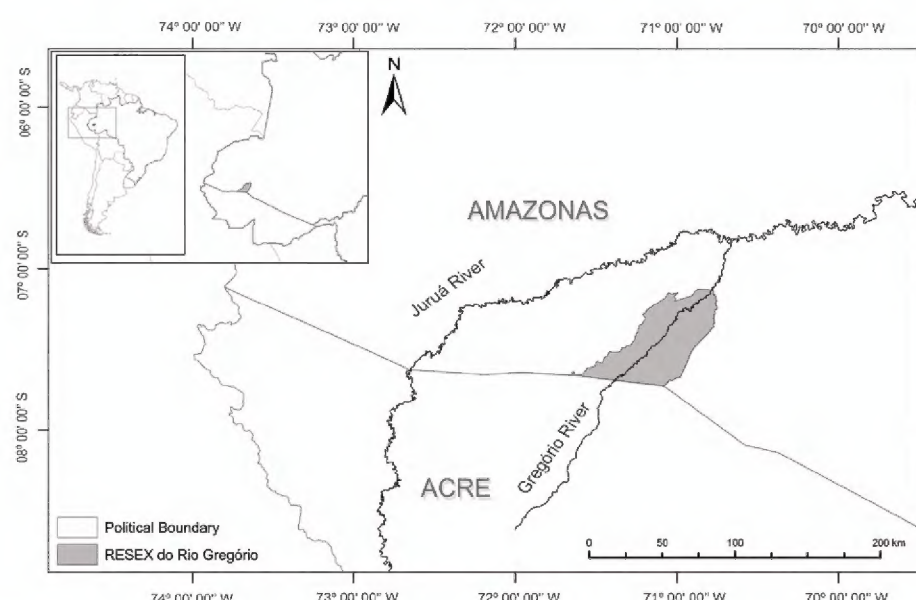 74° 00' 00" W
73° 00' 00" W
72° 00' 00" W
71° 00' 00" W
70° 00' 00" W
N
06° 00' 00" S
07° 00' 00" S
08° 00' 00" S
AMAZONAS
Juruá River
Gregório River
ACRE
Political Boundary
RESEX do Rio Gregório
0 50 100 200 km
74° 00' 00" W
73° 00' 00" W
72° 00' 00" W
71° 00' 00" W
70° 00' 00" W